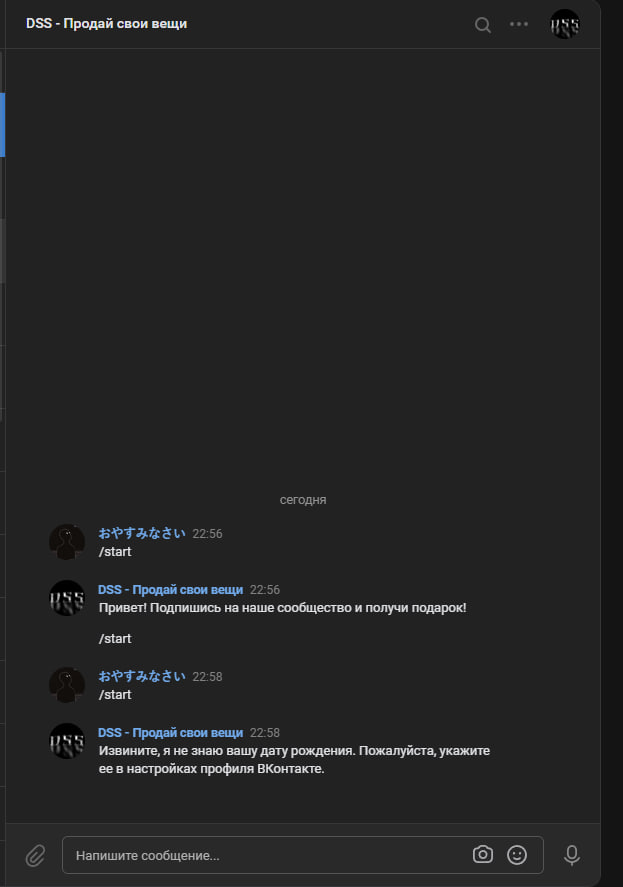 DSS - Продай свои вещи
DSS
сегодня
おやすみなさい 22:56
/start
DSS
DSS - Продай свои вещи 22:56
Привет! Подпишись на наше сообщество и получи подарок!
/start
おやすみなさい 22:58
/start
DSS
DSS - Продай свои вещи 22:58
Извините, я не знаю вашу дату рождения. Пожалуйста, укажите
ее в настройках профиля ВКонтакте.
Напишите сообщение...